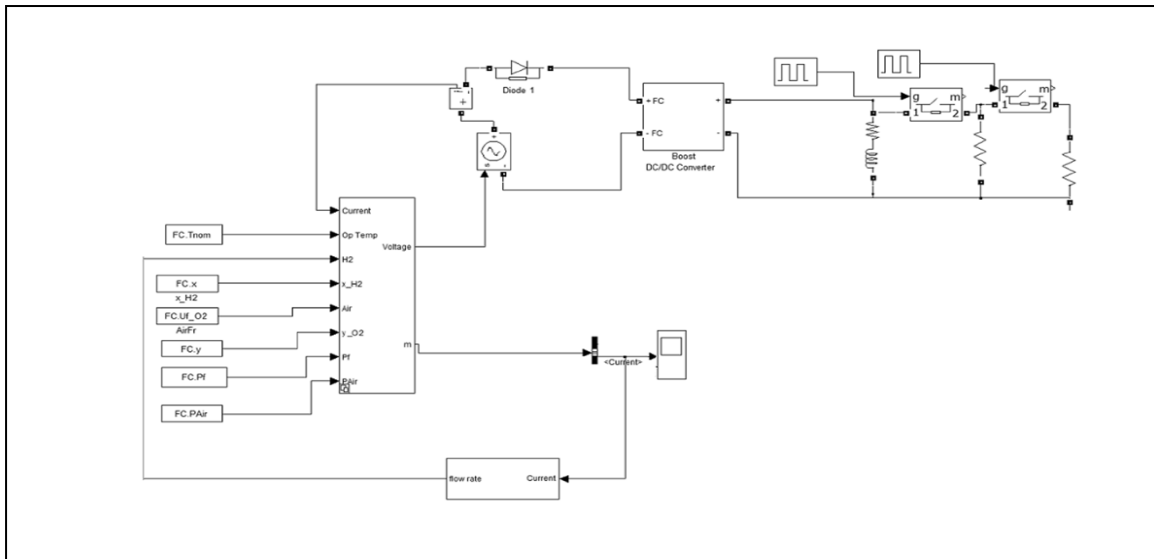 Diode 1
+ FC
+
- FC
-
Boost
DC/DC Converter
g
m
1
2
g
m
1
2
FC.Tnom
FC.x
x_H2
FC.Uf_O2
AirFr
FC.y
FC.Pf
FC.PAir
Current
Op Temp
H2
x_H2
Air
y_O2
Pf
PAir
Voltage
m
<Current>
flow rate
Current